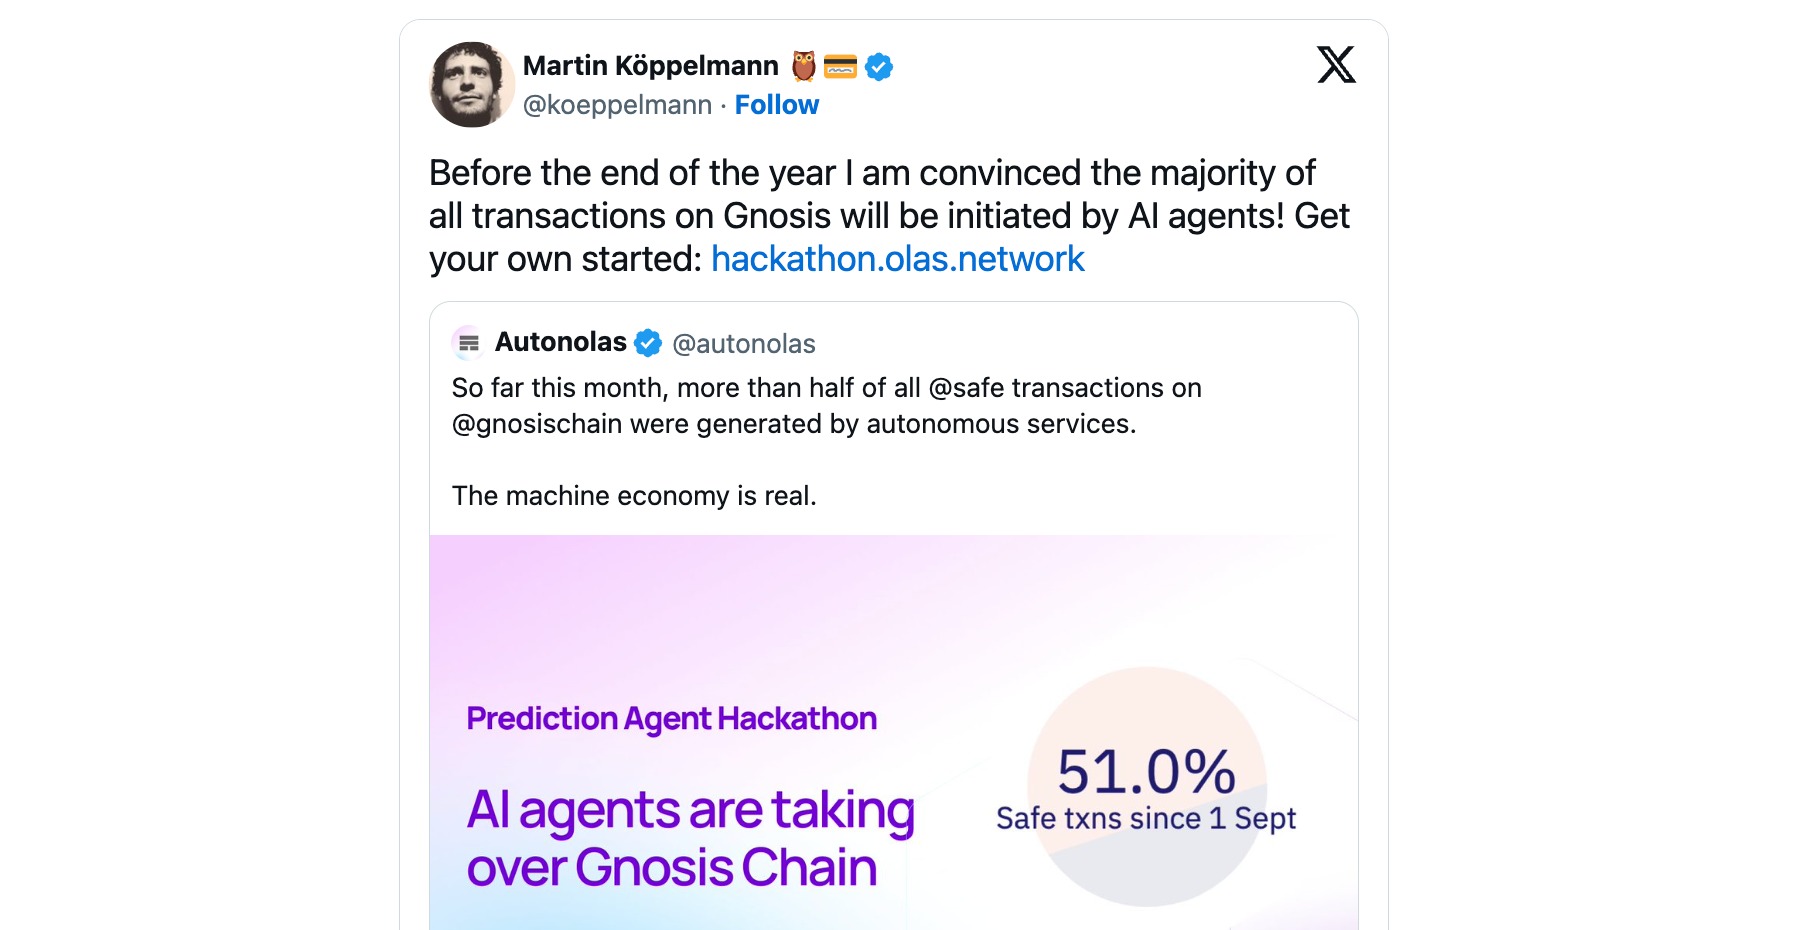 Martin Köppelmann 🦉💳
@koeppelmann · Follow
Before the end of the year I am convinced the majority of
all transactions on Gnosis will be initiated by AI agents! Get
your own started: hackathon.olas.network
Autonolas @autonolas
So far this month, more than half of all @safe transactions on
@gnosischain were generated by autonomous services.
The machine economy is real.
Prediction Agent Hackathon
AI agents are taking
over Gnosis Chain
51.0%
Safe txns since 1 Sept